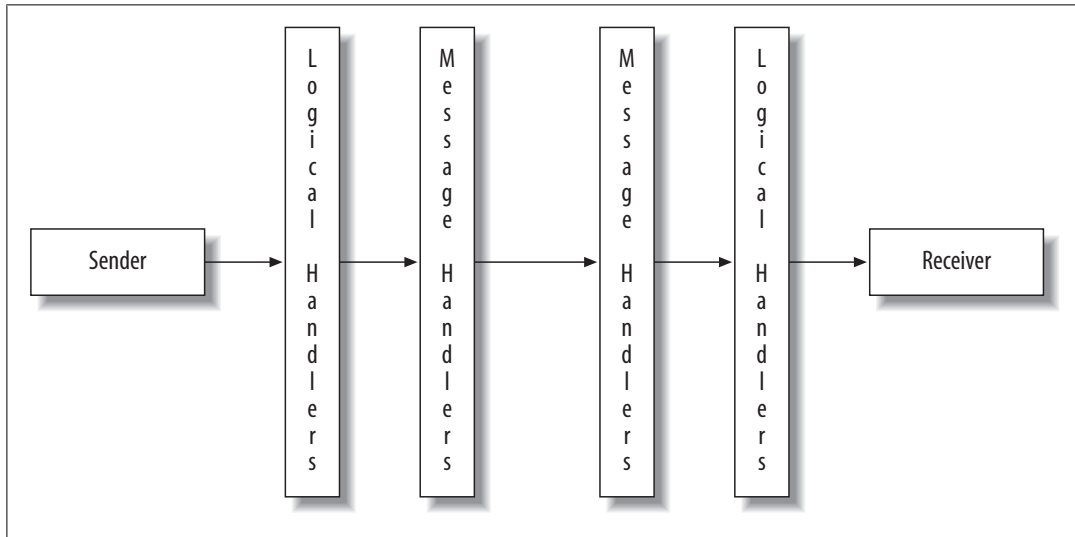 Sender
Logical Handlers
Message Handlers
Message Handlers
Logical Handlers
Receiver